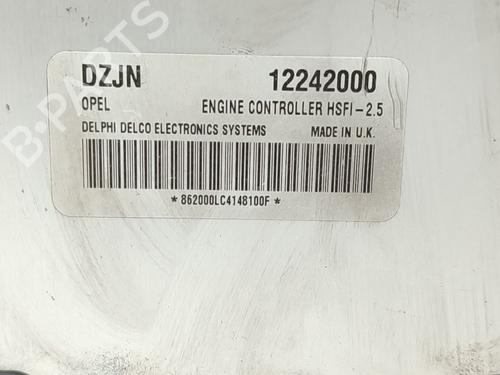 DZJN 12242000
OPEL ENGINE CONTROLLER HSFI-2.5
DELPHI DELCO ELECTRONICS SYSTEMS MADE IN U.K.
*862000LC4148100F*
B-PARTS